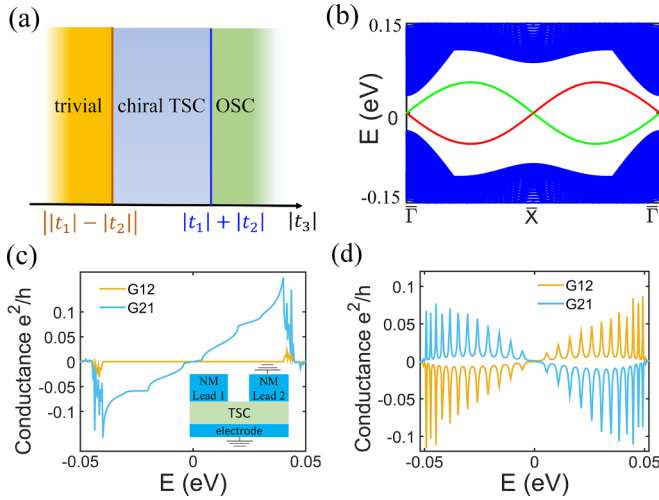 (a)
trivial
chiral TSC
OSC
||t₁| − |t₂||
|t₁| + |t₂|
|t₃|
(b)
E (eV)
0.15
0
-0.15
Γ̿
X̿
Γ̿
(c)
Conductance e²/h
0.1
0.05
0
-0.05
-0.1
G12
G21
NM
Lead 1
NM
Lead 2
TSC
electrode
-0.05
0
0.05
E (eV)
(d)
Conductance e²/h
0.1
0.05
0
-0.05
-0.1
G12
G21
-0.05
0
0.05
E (eV)